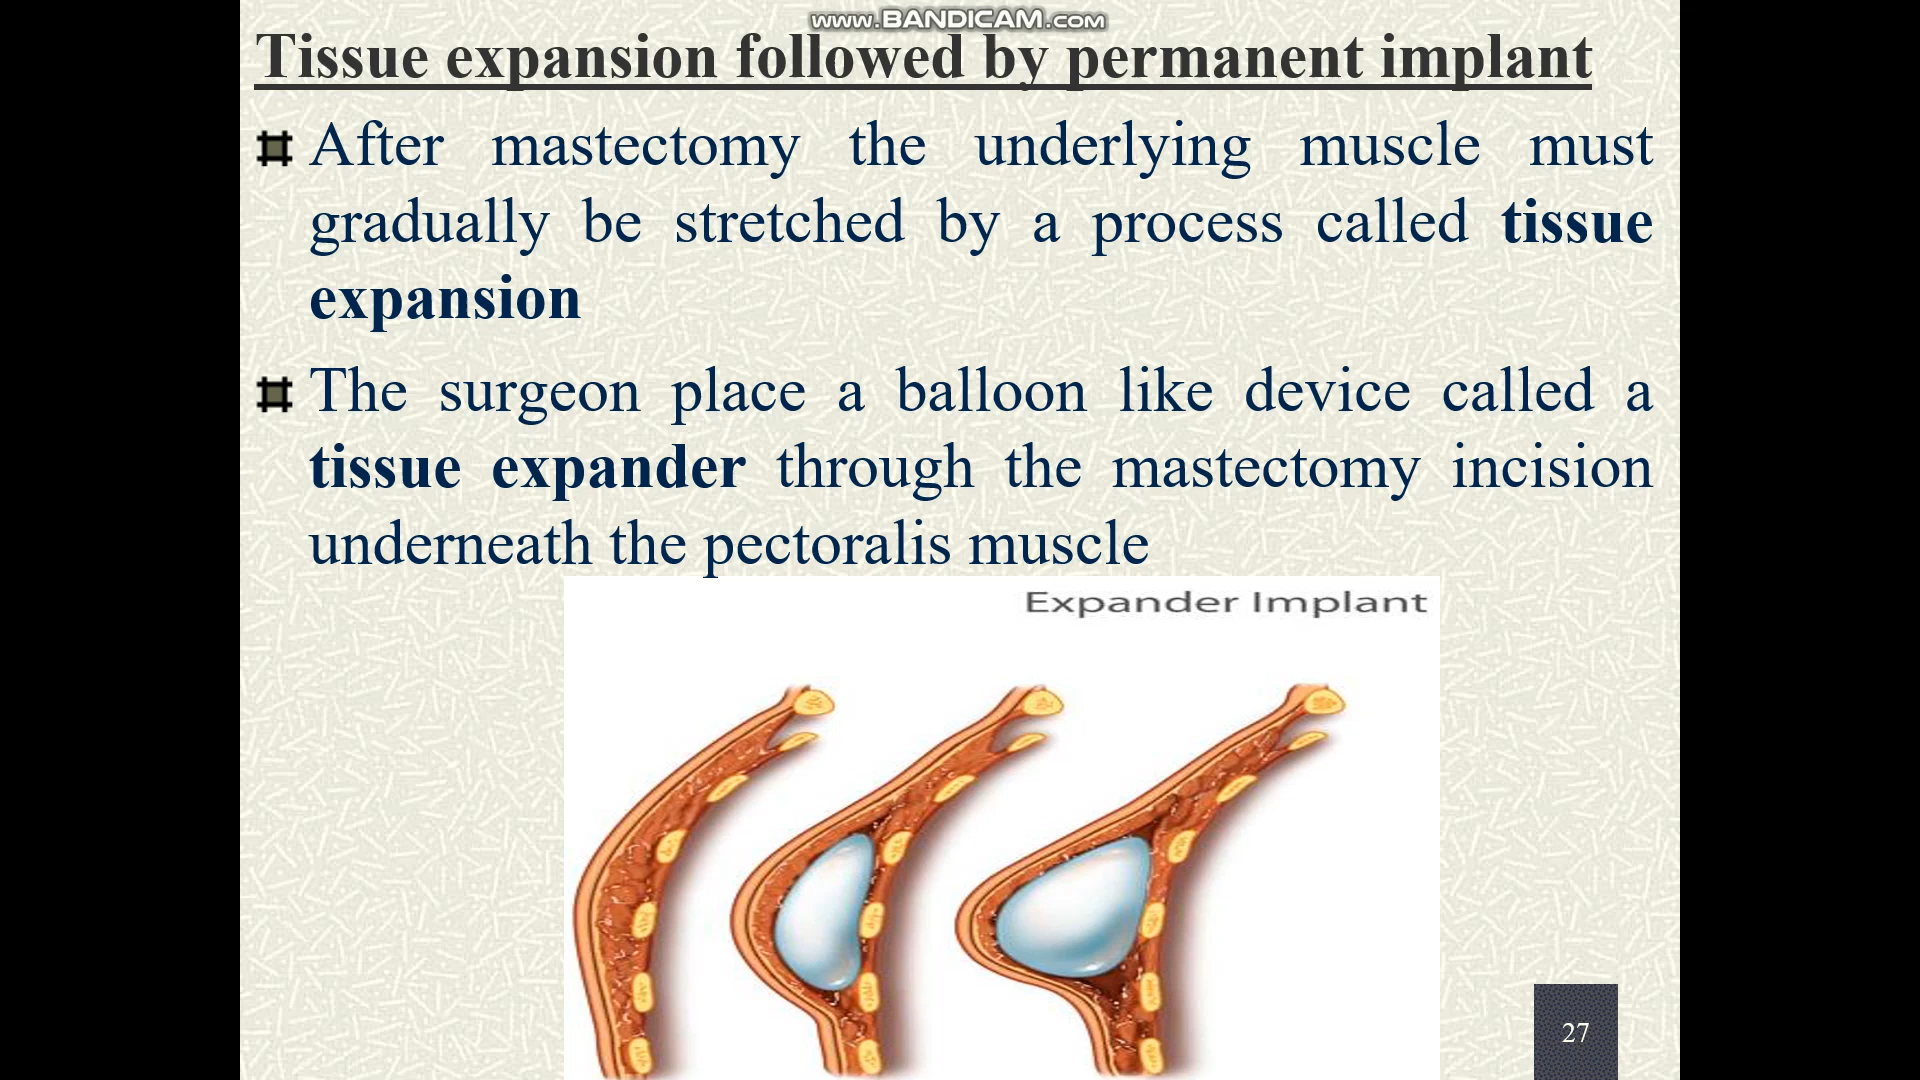 www.BANDICAM.com
Tissue expansion followed by permanent implant
After mastectomy the underlying muscle must
gradually be stretched by a process called tissue
expansion
The surgeon place a balloon like device called a
tissue expander through the mastectomy incision
underneath the pectoralis muscle
Expander Implant
27